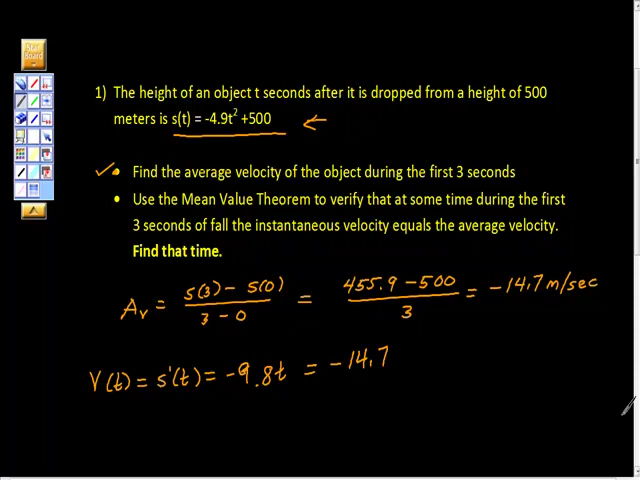 Star Board
1) The height of an object t seconds after it is dropped from a height of 500
meters is s(t) = -4.9t² +500
• Find the average velocity of the object during the first 3 seconds
• Use the Mean Value Theorem to verify that at some time during the first
3 seconds of fall the instantaneous velocity equals the average velocity.
Find that time.
Av = s(3) - s(0) / 3 - 0 = 455.9 - 500 / 3 = -14.7 m/sec
V(t) = s'(t) = -9.8t = -14.7